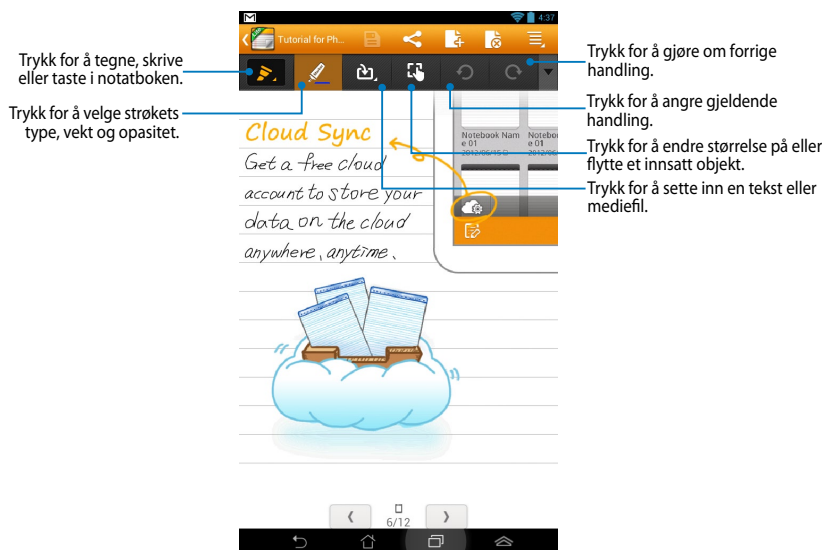 4:37
Tutorial for Ph...
Trykk for å tegne, skrive
eller taste i notatboken.
Trykk for å velge strøkets
type, vekt og opasitet.
Trykk for å gjøre om forrige
handling.
Trykk for å angre gjeldende
handling.
Trykk for å endre størrelse på eller
flytte et innsatt objekt.
Trykk for å sette inn en tekst eller
mediefil.
Cloud Sync
Get a free cloud
account to store your
data on the cloud
anywhere, anytime.
Notebook Nam
e 01
Notebo
e 01
6/12